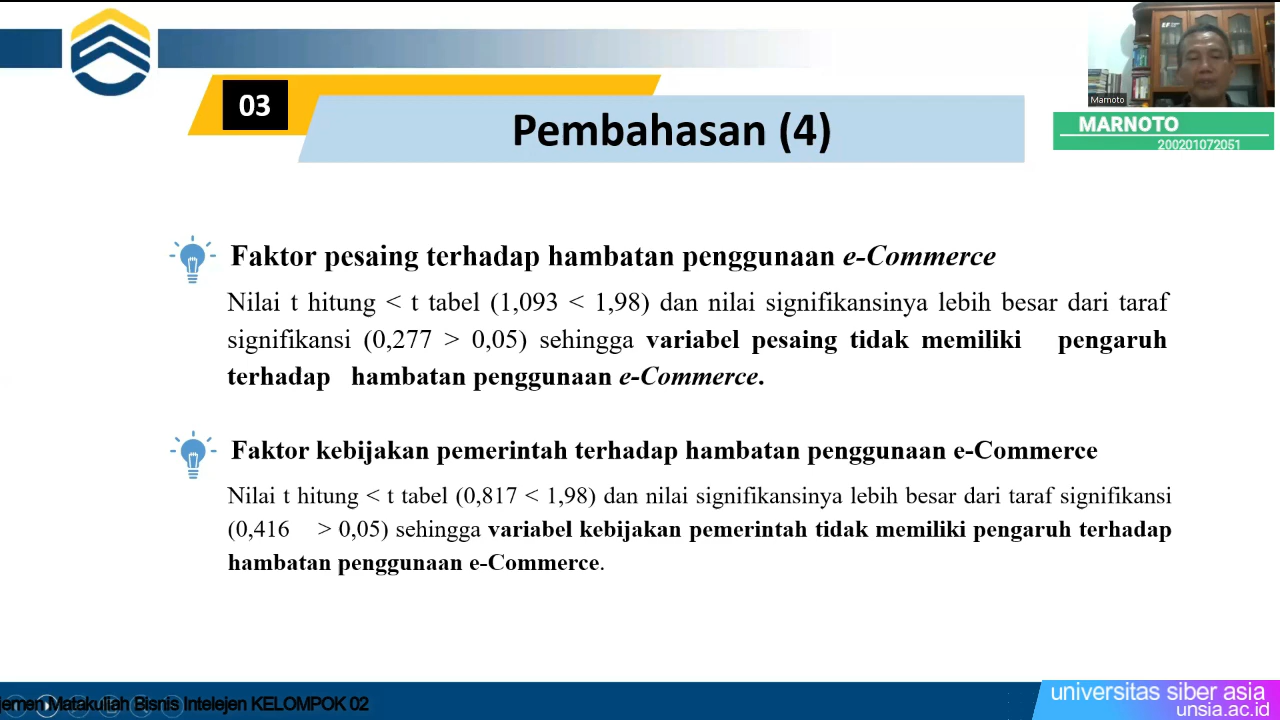 03
Pembahasan (4)
Marnoto
MARNOTO
200201072051
Faktor pesaing terhadap hambatan penggunaan e-Commerce
Nilai t hitung < t tabel (1,093 < 1,98) dan nilai signifikansinya lebih besar dari taraf
signifikansi (0,277 > 0,05) sehingga variabel pesaing tidak memiliki pengaruh
terhadap hambatan penggunaan e-Commerce.
Faktor kebijakan pemerintah terhadap hambatan penggunaan e-Commerce
Nilai t hitung < t tabel (0,817 < 1,98) dan nilai signifikansinya lebih besar dari taraf signifikansi
(0,416 > 0,05) sehingga variabel kebijakan pemerintah tidak memiliki pengaruh terhadap
hambatan penggunaan e-Commerce.
jemen Matakuliah Bisnis Intelejen KELOMPOK 02
universitas siber asia
unsia.ac.id